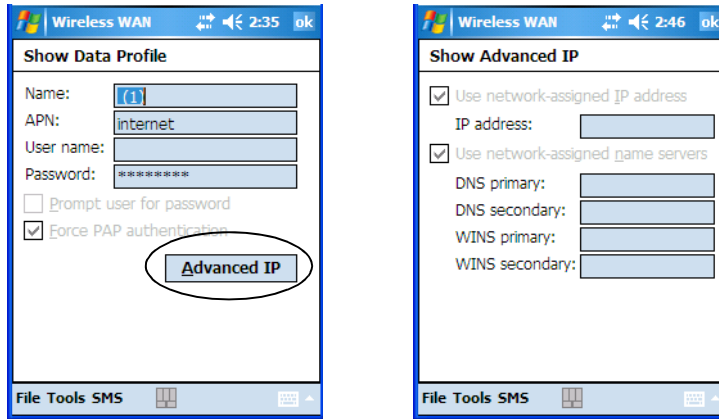 Wireless WAN 2:35 ok
Show Data Profile
Name: (1)
APN: internet
User name:
Password: ********
Prompt user for password
Force PAP authentication
Advanced IP
File Tools SMS
Wireless WAN 2:46 ok
Show Advanced IP
Use network-assigned IP address
IP address:
Use network-assigned name servers
DNS primary:
DNS secondary:
WINS primary:
WINS secondary:
File Tools SMS